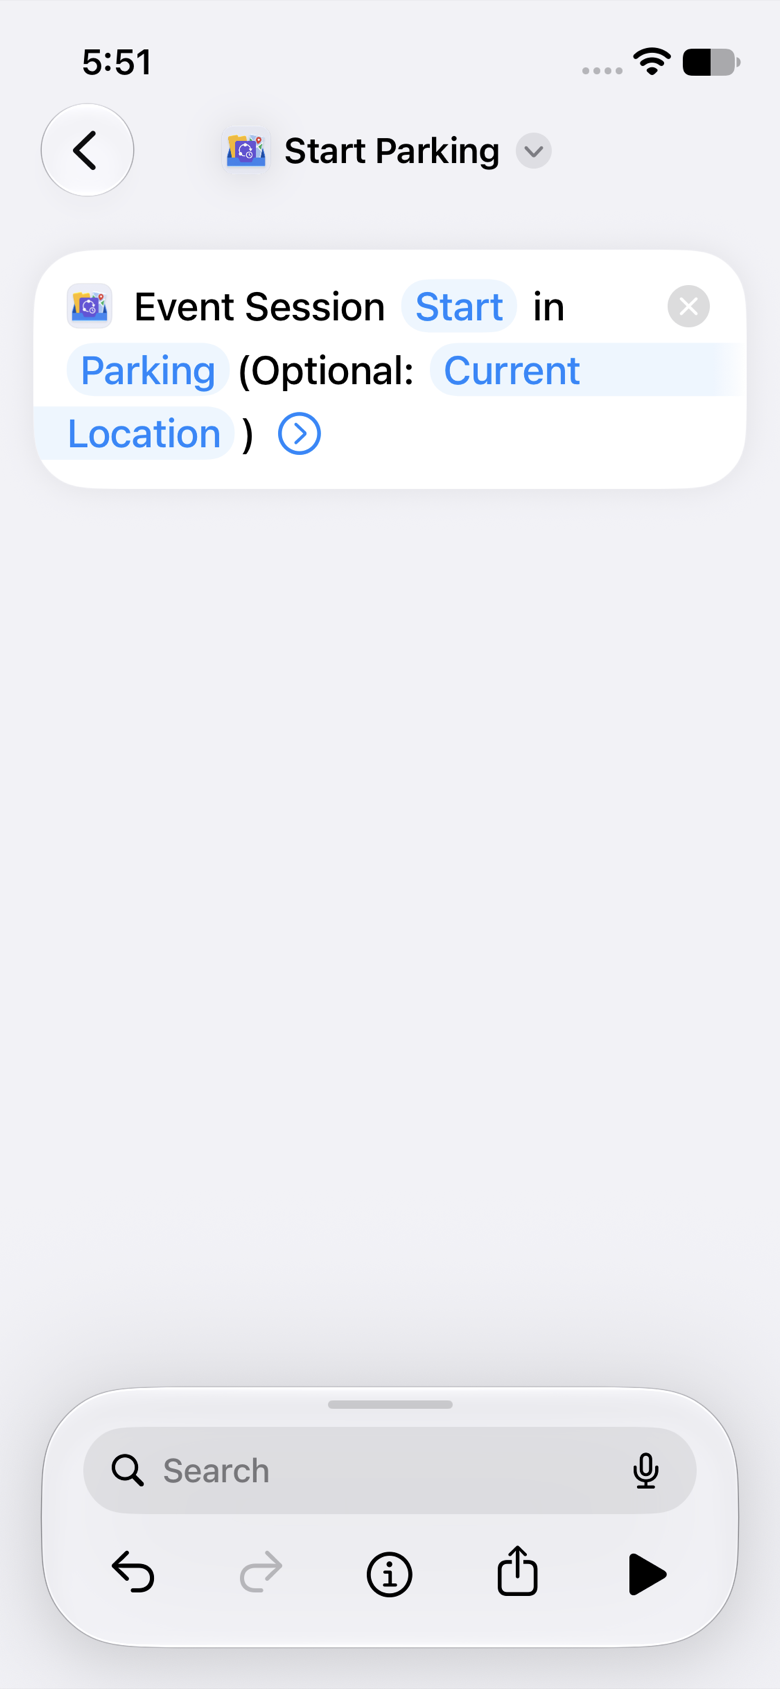 5:51
Start Parking
Event Session Start in
Parking (Optional: Current
Location )
Search